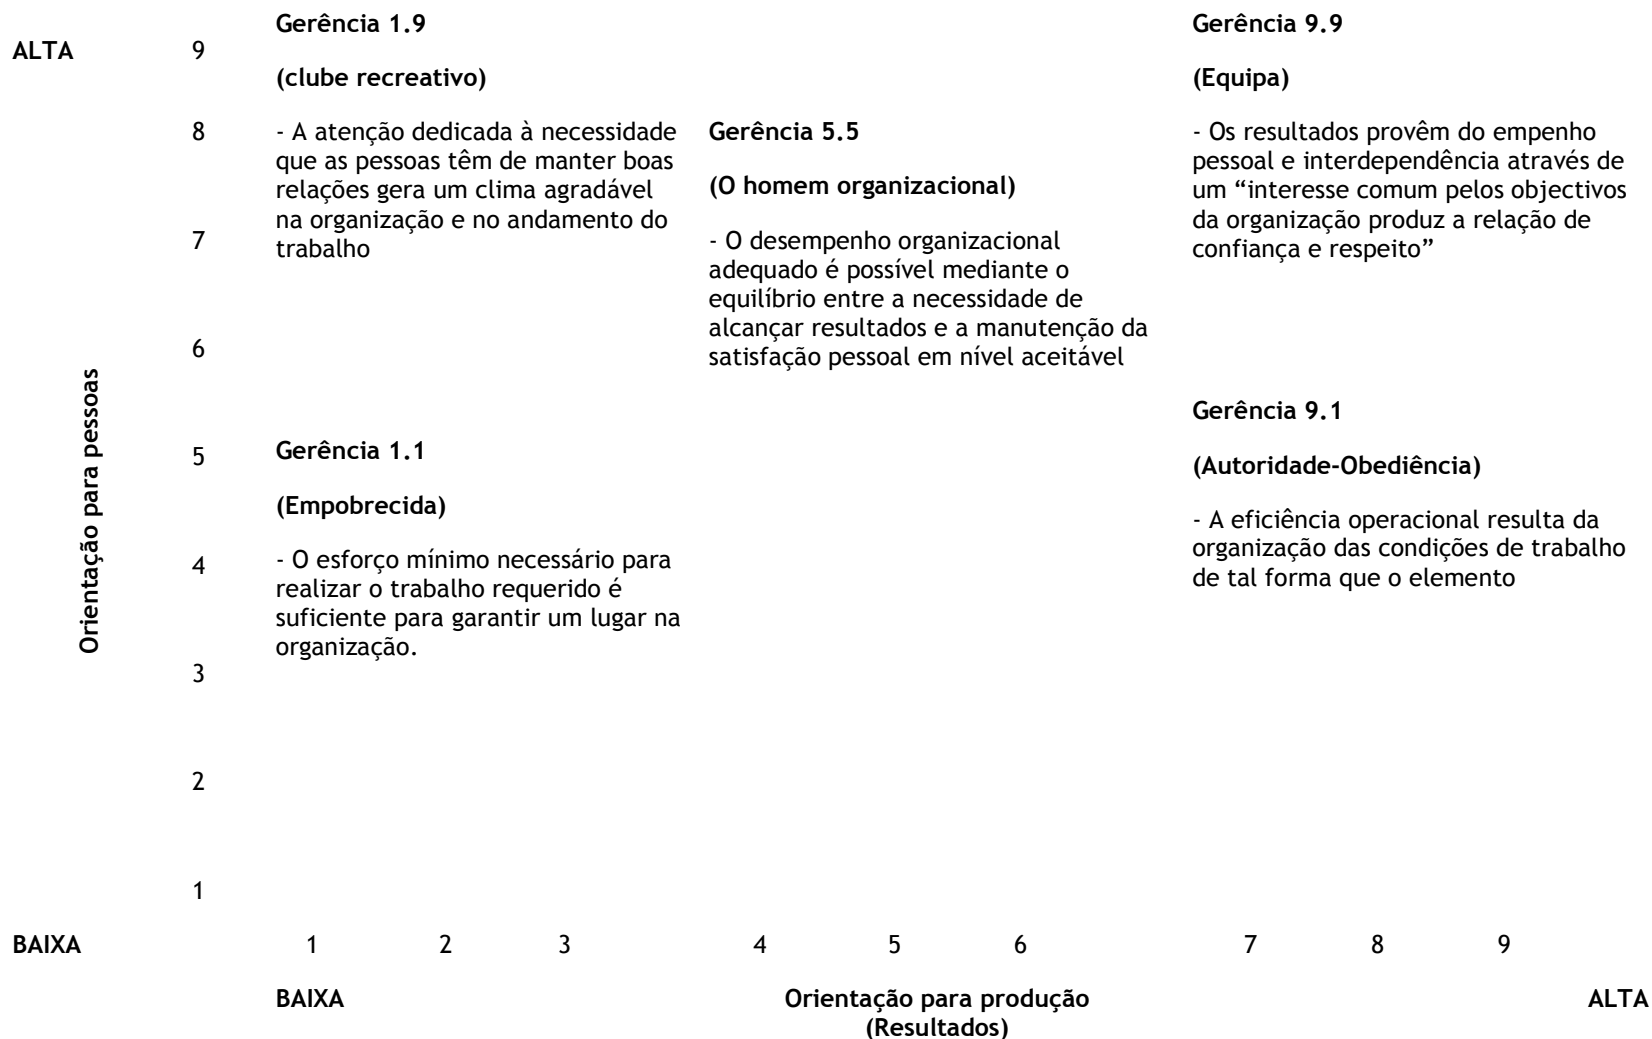 ALTA
9
8
7
6
5
4
3
2
1
Orientação para pessoas
Gerência 1.9
(clube recreativo)
- A atenção dedicada à necessidade
que as pessoas têm de manter boas
relações gera um clima agradável
na organização e no andamento do
trabalho
Gerência 1.1
(Empobrecida)
- O esforço mínimo necessário para
realizar o trabalho requerido é
suficiente para garantir um lugar na
organização.
Gerência 5.5
(O homem organizacional)
- O desempenho organizacional
adequado é possível mediante o
equilíbrio entre a necessidade de
alcançar resultados e a manutenção da
satisfação pessoal em nível aceitável
Gerência 9.9
(Equipa)
- Os resultados provêm do empenho
pessoal e interdependência através de
um “interesse comum pelos objectivos
da organização produz a relação de
confiança e respeito”
Gerência 9.1
(Autoridade-Obediência)
- A eficiência operacional resulta da
organização das condições de trabalho
de tal forma que o elemento
BAIXA 1 2 3 4 5 6 7 8 9
BAIXA Orientação para produção ALTA
(Resultados)